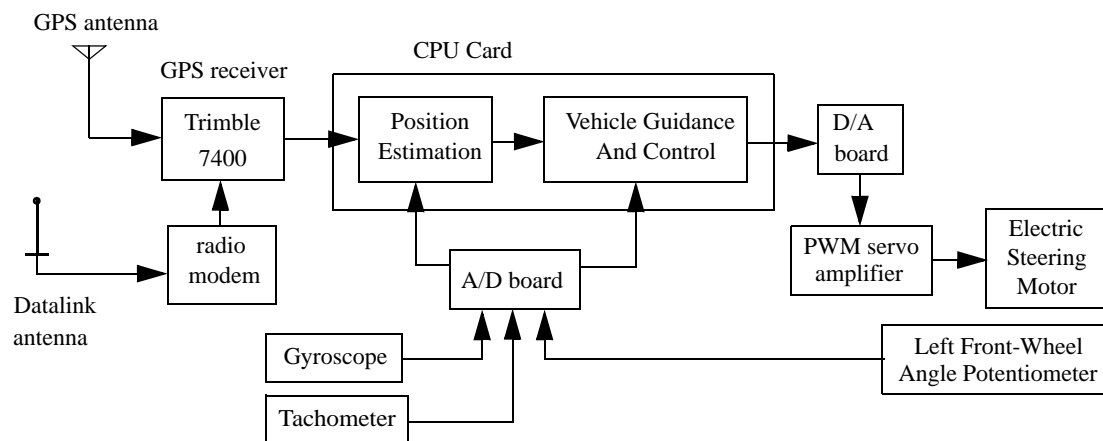 GPS antenna
CPU Card
GPS receiver
Trimble
7400
Position
Estimation
Vehicle Guidance
And Control
D/A
board
radio
modem
Datalink
antenna
A/D board
PWM servo
amplifier
Electric
Steering
Motor
Gyroscope
Tachometer
Left Front-Wheel
Angle Potentiometer